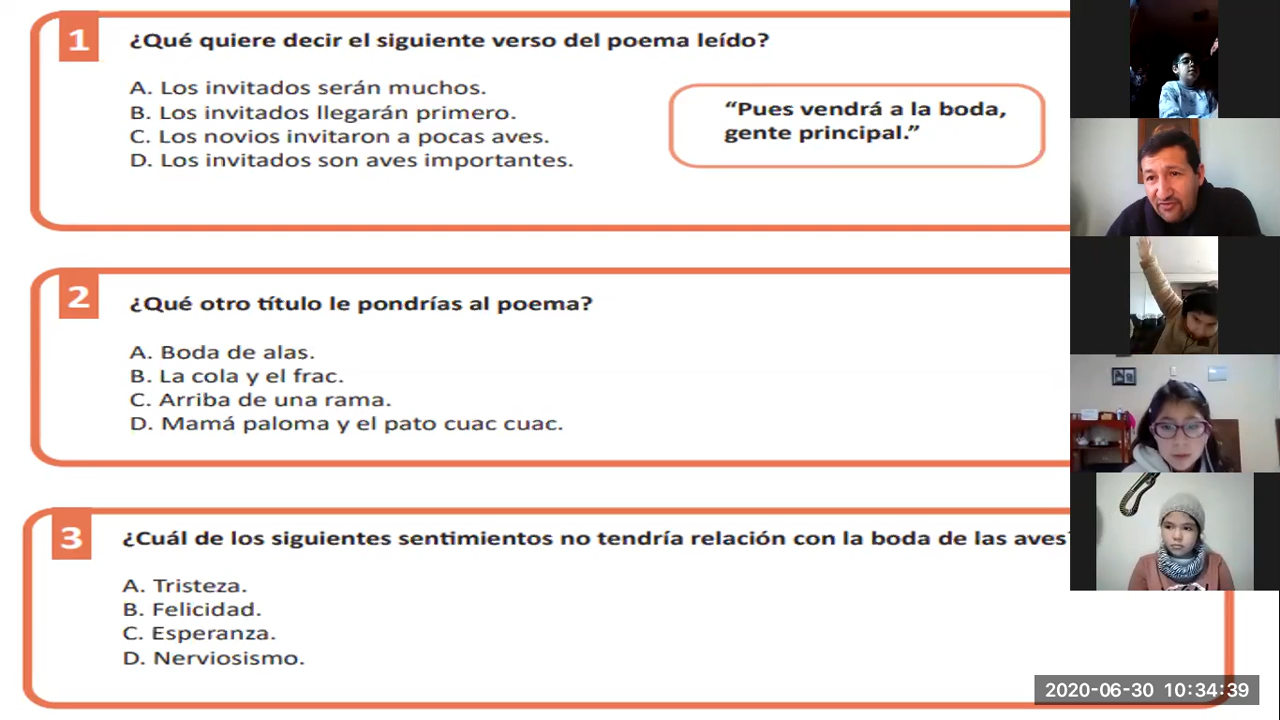 1
¿Qué quiere decir el siguiente verso del poema leído?
A. Los invitados serán muchos.
B. Los invitados llegarán primero.
C. Los novios invitaron a pocas aves.
D. Los invitados son aves importantes.
“Pues vendrá a la boda,
gente principal.”
2
¿Qué otro título le pondrías al poema?
A. Boda de alas.
B. La cola y el frac.
C. Arriba de una rama.
D. Mamá paloma y el pato cuac cuac.
3
¿Cuál de los siguientes sentimientos no tendría relación con la boda de las aves?
A. Tristeza.
B. Felicidad.
C. Esperanza.
D. Nerviosismo.
2020-06-30 10:34:39